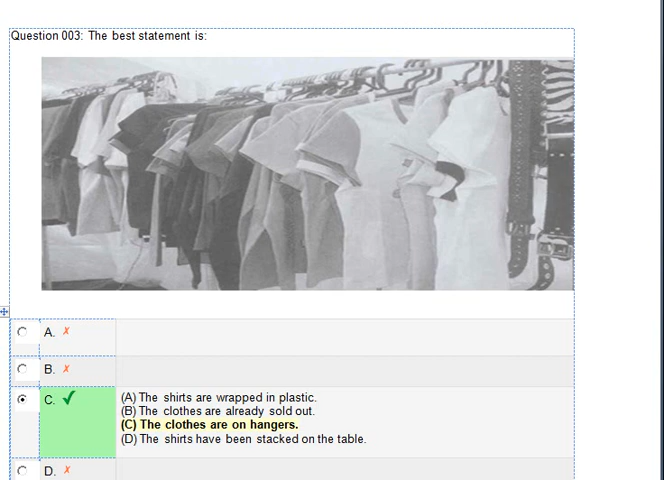 Question 003: The best statement is:
A. ✗
B. ✗
C. ✓
(A) The shirts are wrapped in plastic.
(B) The clothes are already sold out.
(C) The clothes are on hangers.
(D) The shirts have been stacked on the table.
D. ✗